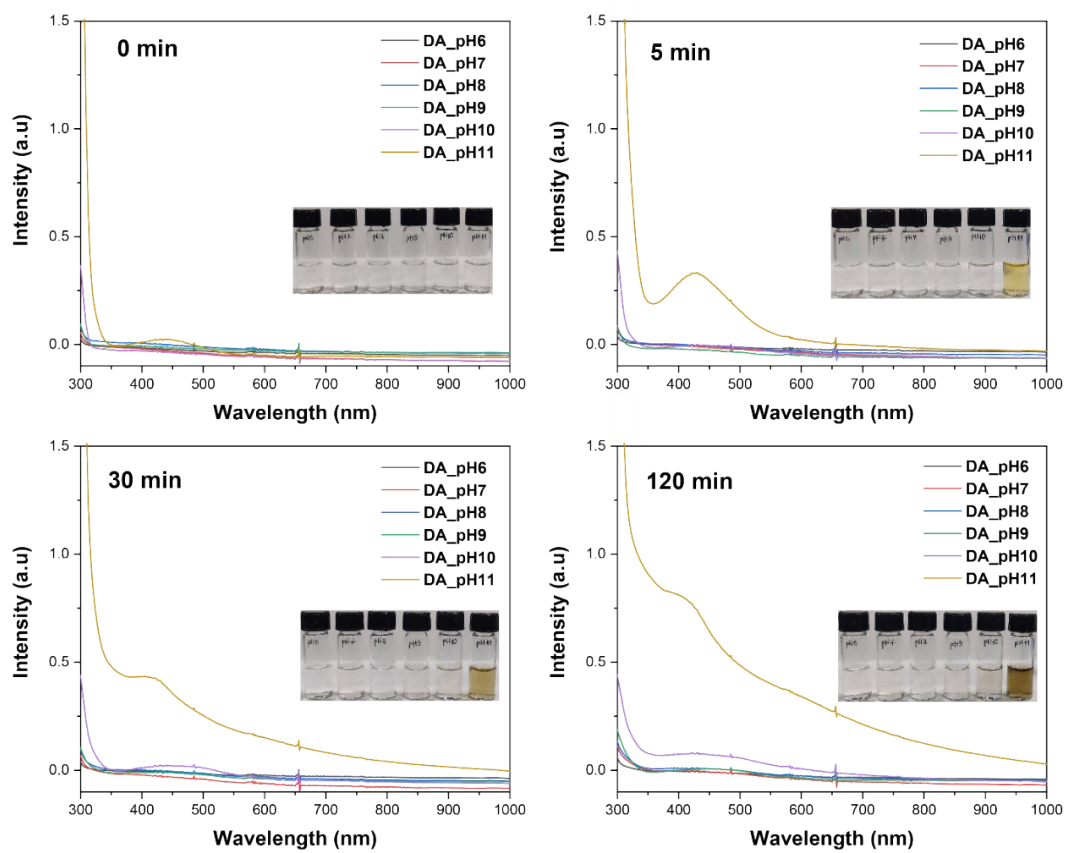 0 min
DA_pH6
DA_pH7
DA_pH8
DA_pH9
DA_pH10
DA_pH11
1.5
1.0
0.5
0.0
Intensity (a.u)
300 400 500 600 700 800 900 1000
Wavelength (nm)
5 min
DA_pH6
DA_pH7
DA_pH8
DA_pH9
DA_pH10
DA_pH11
1.5
1.0
0.5
0.0
Intensity (a.u)
300 400 500 600 700 800 900 1000
Wavelength (nm)
30 min
DA_pH6
DA_pH7
DA_pH8
DA_pH9
DA_pH10
DA_pH11
1.5
1.0
0.5
0.0
Intensity (a.u)
300 400 500 600 700 800 900 1000
Wavelength (nm)
120 min
DA_pH6
DA_pH7
DA_pH8
DA_pH9
DA_pH10
DA_pH11
1.5
1.0
0.5
0.0
Intensity (a.u)
300 400 500 600 700 800 900 1000
Wavelength (nm)